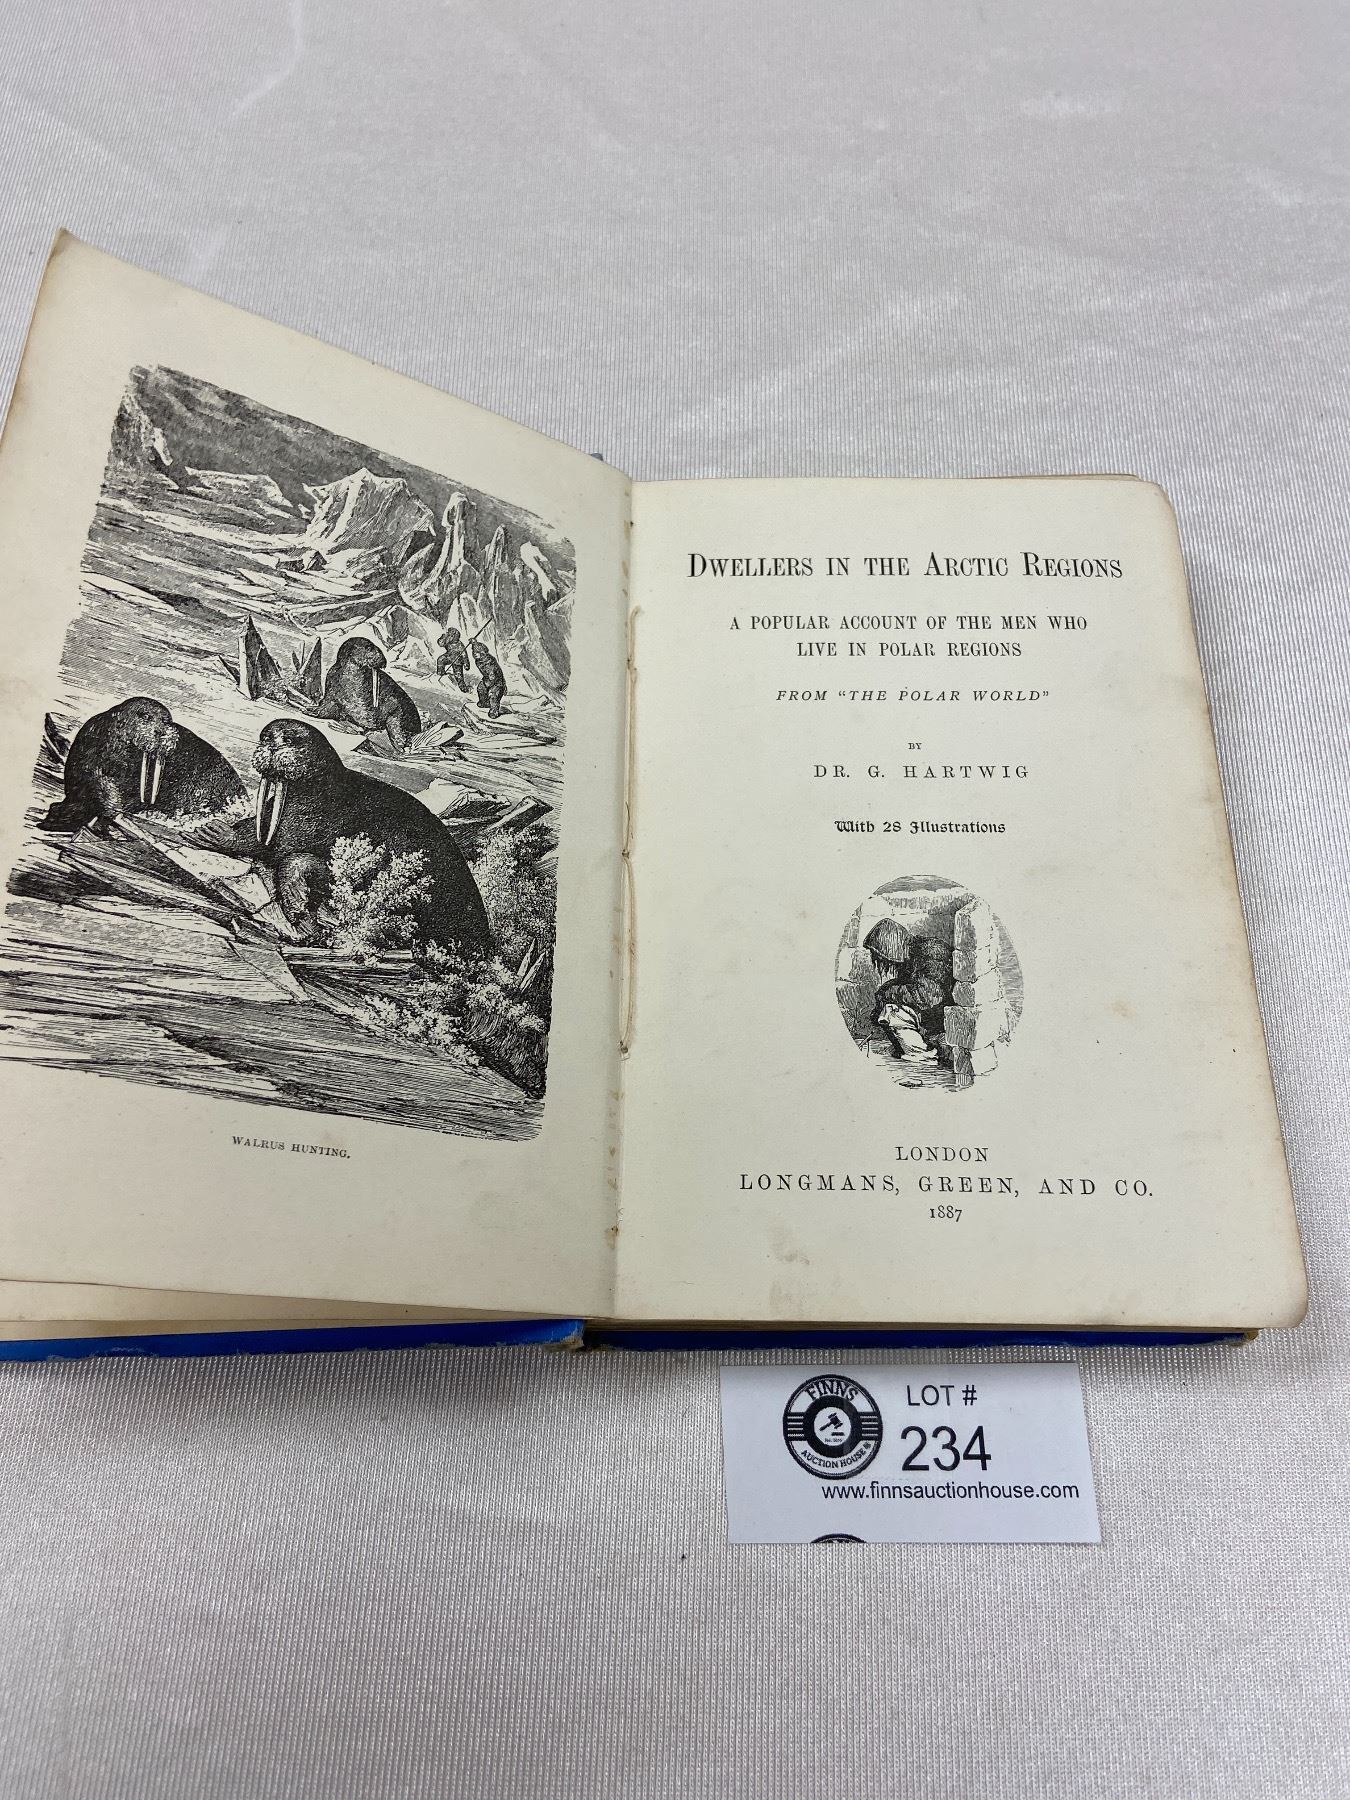 WALRUS HUNTING.
DWELLERS IN THE ARCTIC REGIONS
A POPULAR ACCOUNT OF THE MEN WHO
LIVE IN POLAR REGIONS
FROM "THE POLAR WORLD"
BY
DR. G. HARTWIG
With 28 Illustrations
LONDON
LONGMANS, GREEN, AND CO.
1887
FINNS
AUCTION HOUSE
LOT #
234
www.finnsauctionhouse.com